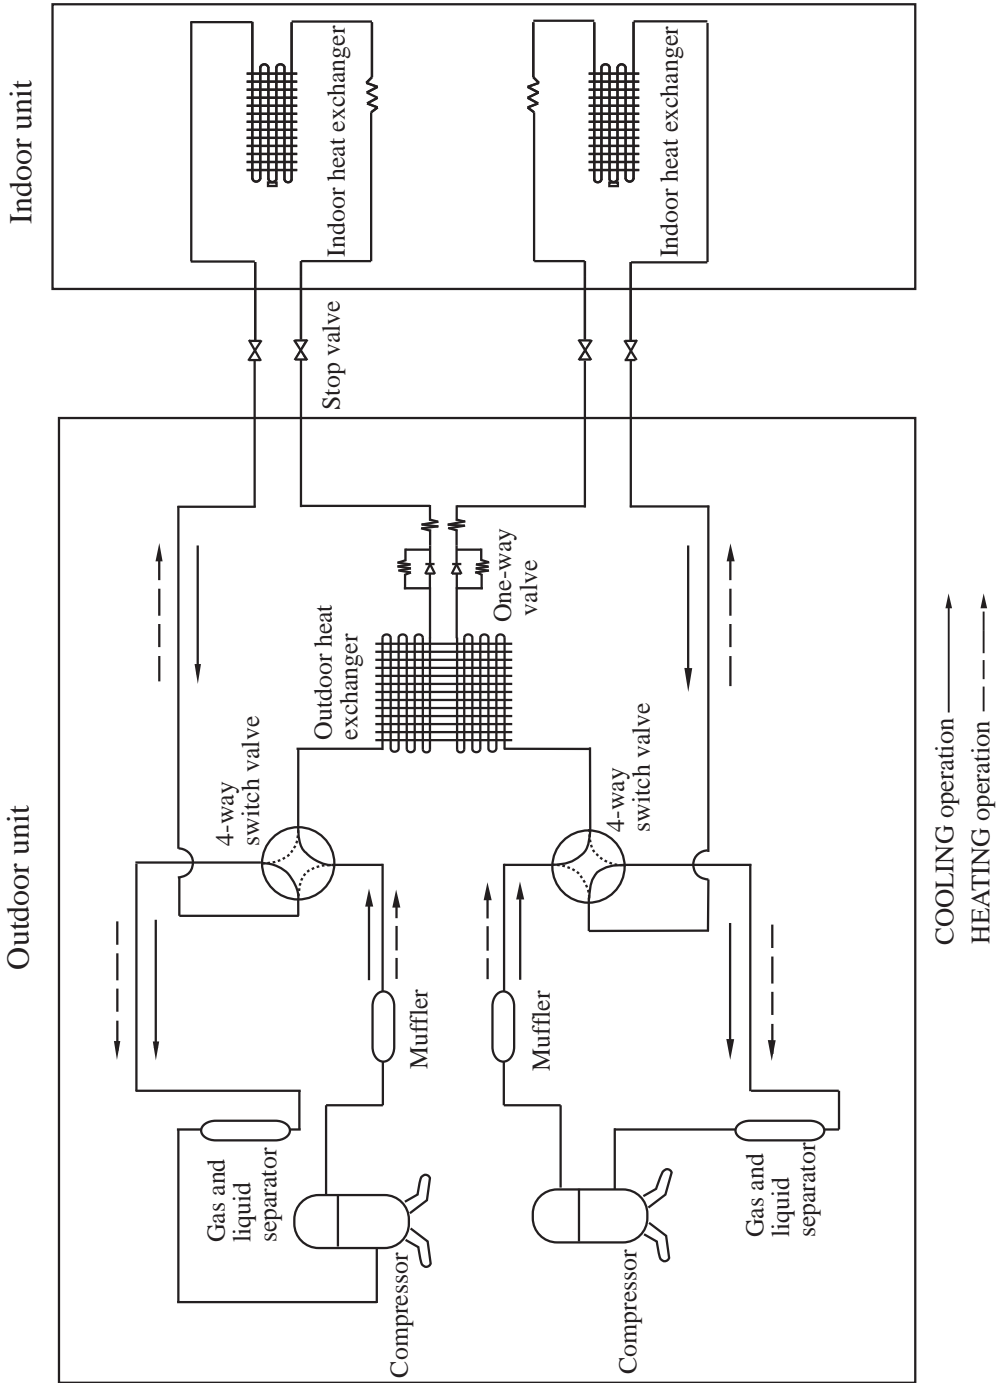 Indoor unit
Indoor heat exchanger
Indoor heat exchanger
Stop valve
Outdoor unit
Outdoor heat
exchanger
One-way
valve
4-way
switch valve
4-way
switch valve
Muffler
Muffler
Gas and
liquid
separator
Compressor
Compressor
Gas and
liquid
separator
COOLING operation
HEATING operation